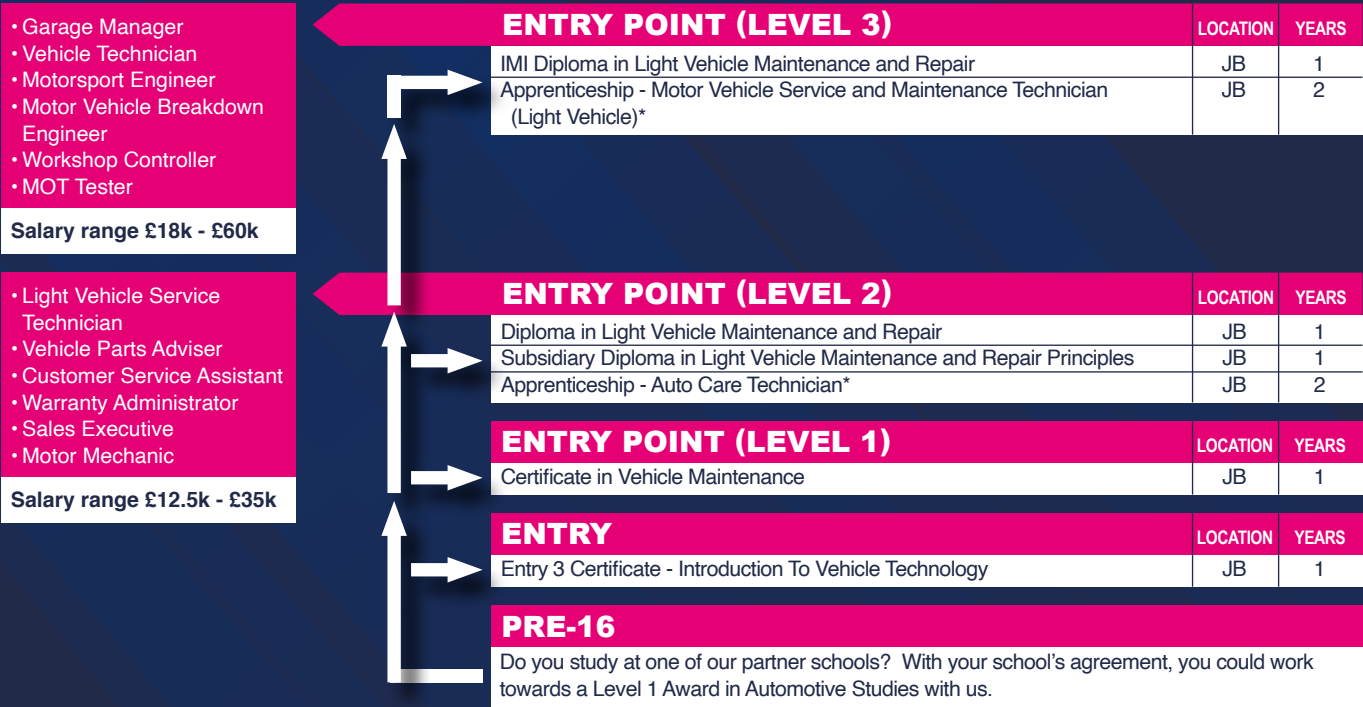 • Garage Manager
• Vehicle Technician
• Motorsport Engineer
• Motor Vehicle Breakdown
Engineer
• Workshop Controller
• MOT Tester
Salary range £18k - £60k
ENTRY POINT (LEVEL 3) LOCATION YEARS
IMI Diploma in Light Vehicle Maintenance and Repair JB 1
Apprenticeship - Motor Vehicle Service and Maintenance Technician JB 2
(Light Vehicle)*
• Light Vehicle Service
Technician
• Vehicle Parts Adviser
• Customer Service Assistant
• Warranty Administrator
• Sales Executive
• Motor Mechanic
Salary range £12.5k - £35k
ENTRY POINT (LEVEL 2) LOCATION YEARS
Diploma in Light Vehicle Maintenance and Repair JB 1
Subsidiary Diploma in Light Vehicle Maintenance and Repair Principles JB 1
Apprenticeship - Auto Care Technician* JB 2
ENTRY POINT (LEVEL 1) LOCATION YEARS
Certificate in Vehicle Maintenance JB 1
ENTRY LOCATION YEARS
Entry 3 Certificate - Introduction To Vehicle Technology JB 1
PRE-16
Do you study at one of our partner schools? With your school's agreement, you could work
towards a Level 1 Award in Automotive Studies with us.